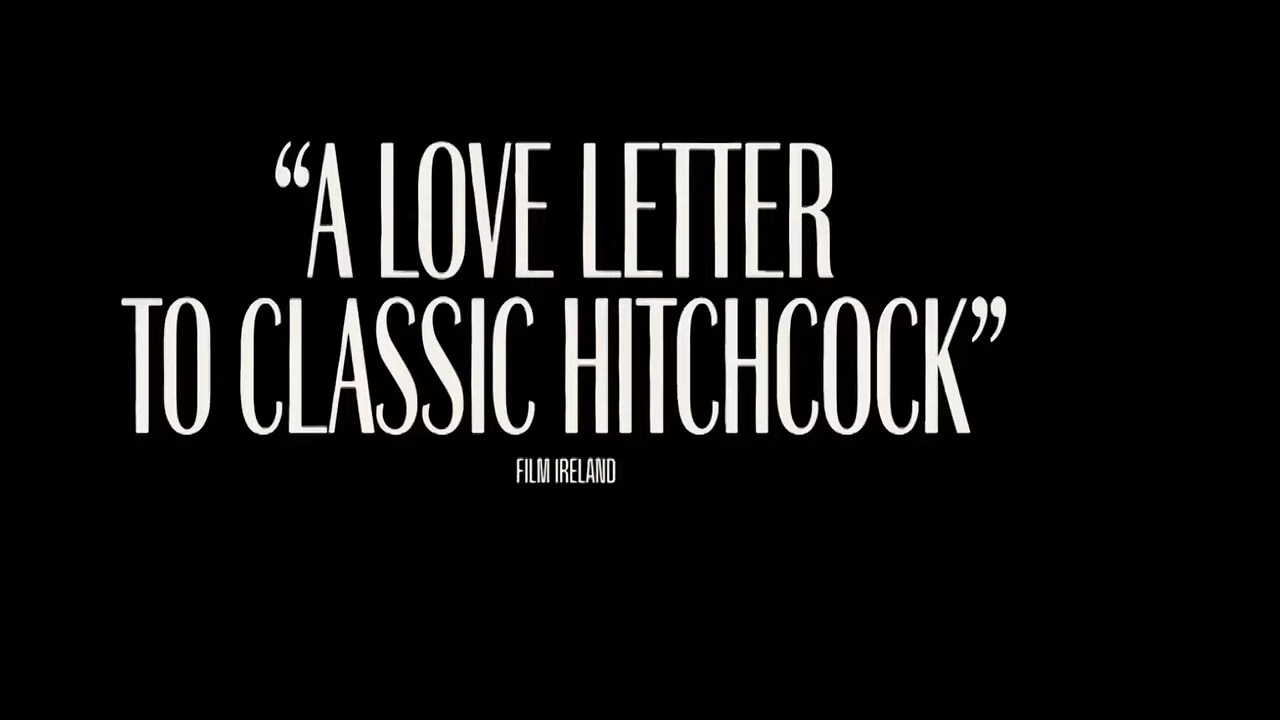 “A LOVE LETTER
TO CLASSIC HITCHCOCK”
FILM IRELAND